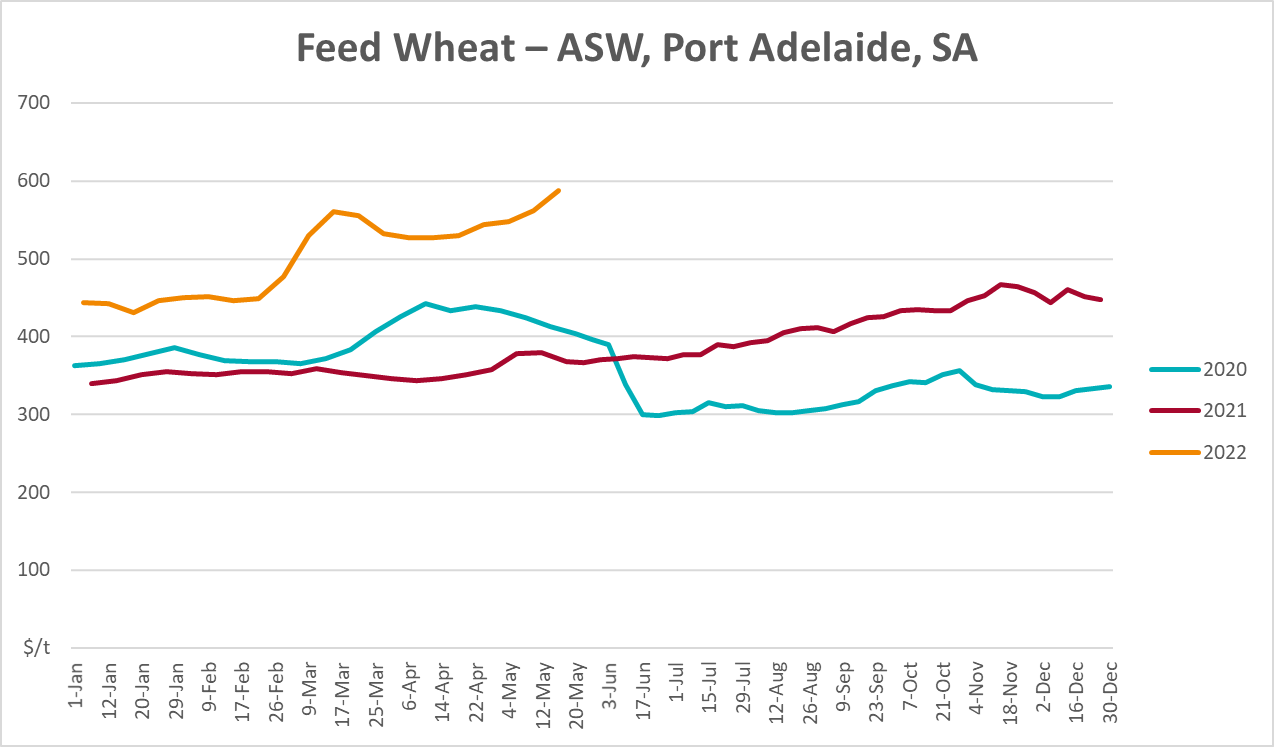 Feed Wheat – ASW, Port Adelaide, SA
700
600
500
400
300
200
100
$/t
1-Jan
12-Jan
20-Jan
29-Jan
9-Feb
17-Feb
26-Feb
9-Mar
17-Mar
25-Mar
6-Apr
14-Apr
22-Apr
4-May
12-May
20-May
3-Jun
17-Jun
1-Jul
15-Jul
29-Jul
12-Aug
26-Aug
9-Sep
23-Sep
7-Oct
21-Oct
4-Nov
18-Nov
2-Dec
16-Dec
30-Dec
2020
2021
2022